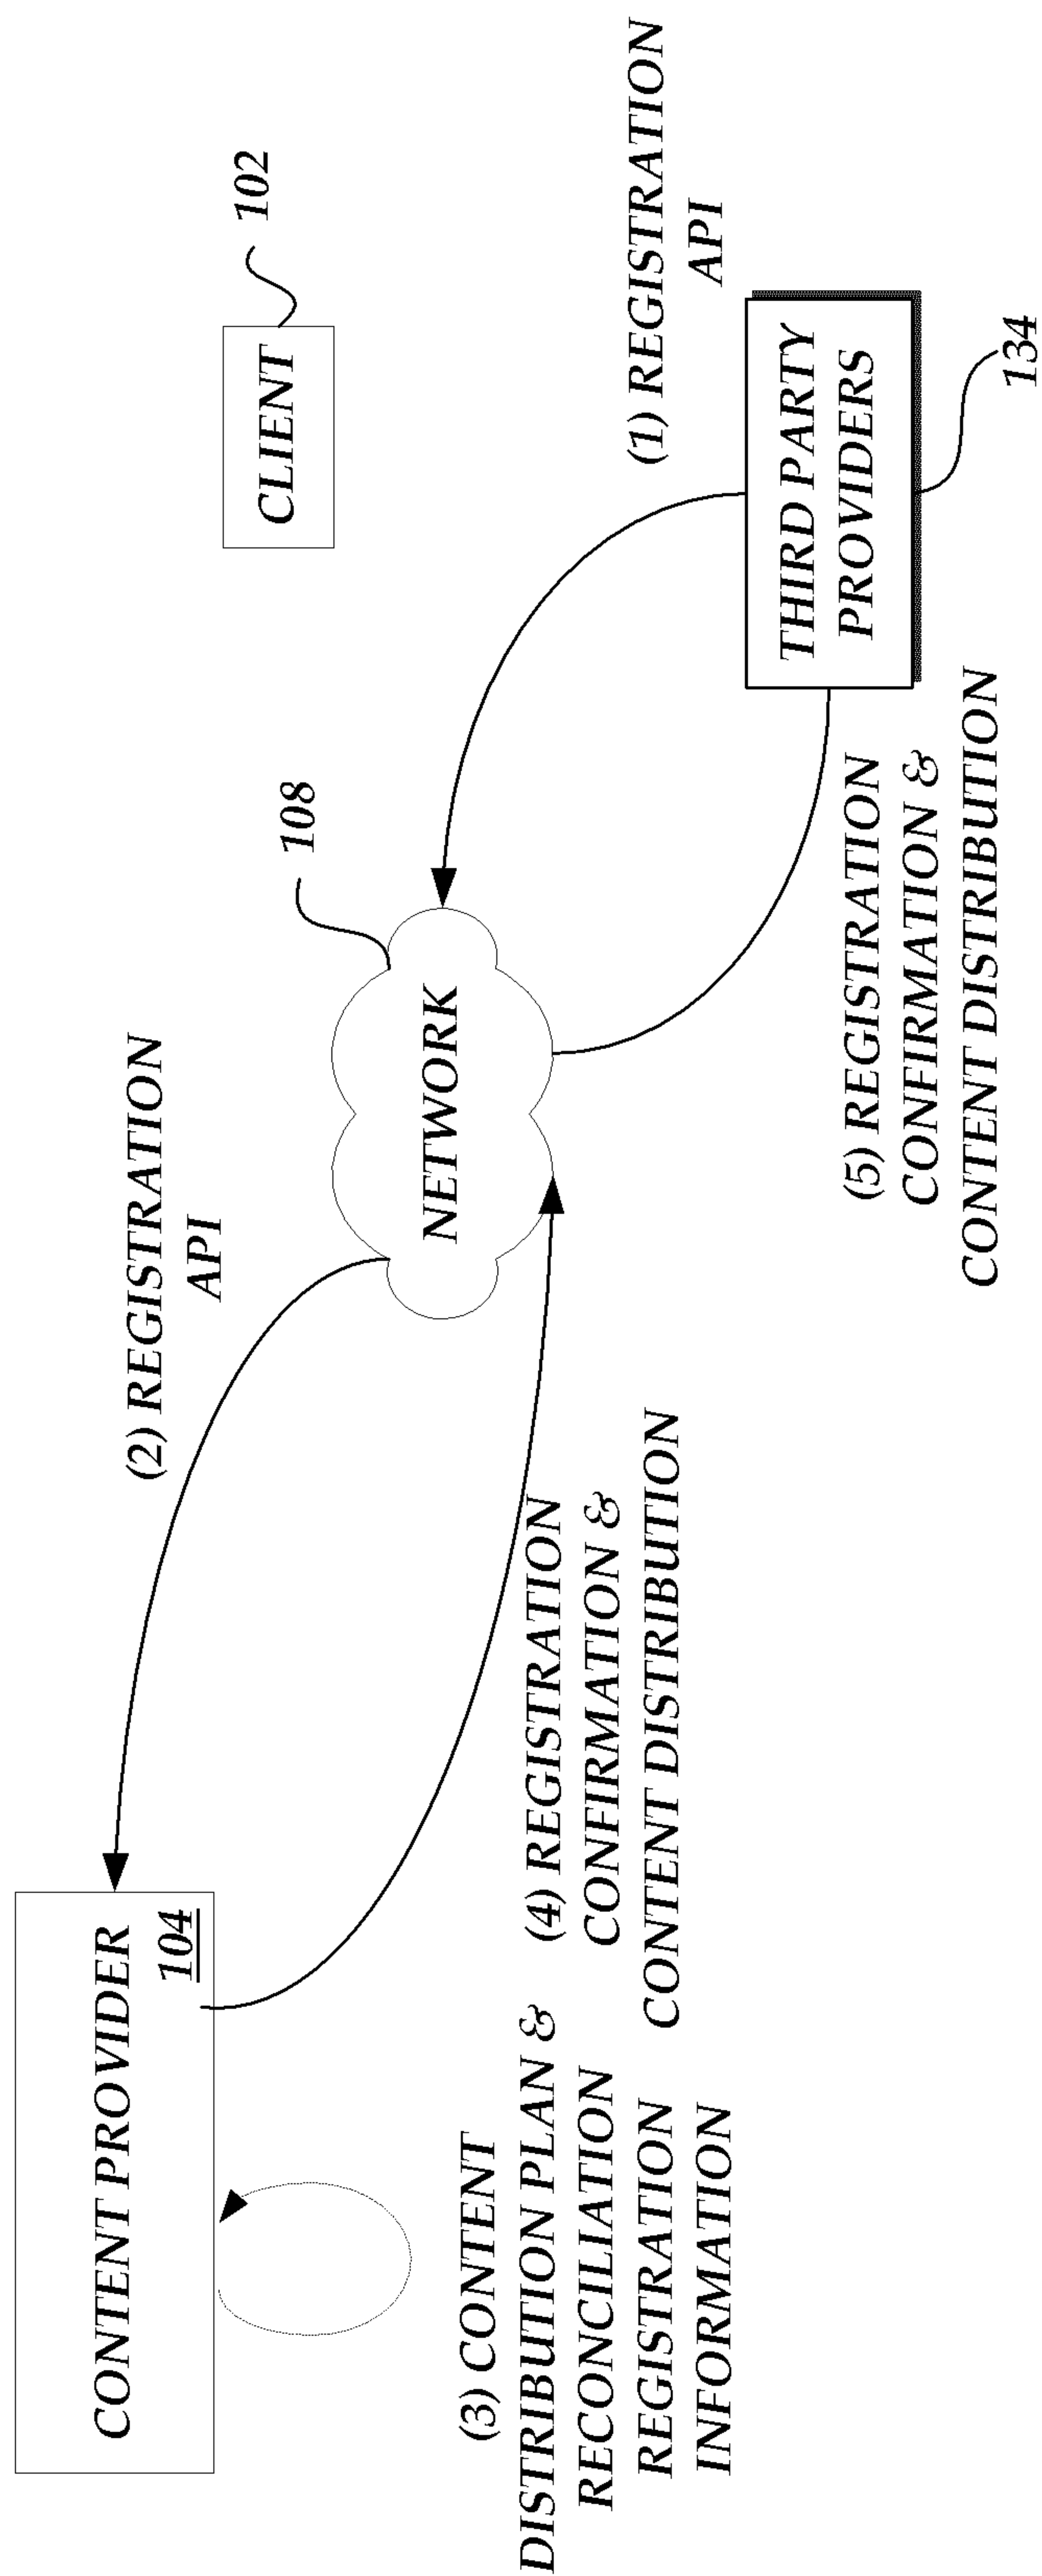 CONTENT PROVIDER
104
(2) REGISTRATION
API
CLIENT
102
108
NETWORK
(3) CONTENT
DISTRIBUTION PLAN &
RECONCILIATION
REGISTRATION
INFORMATION
(4) REGISTRATION
CONFIRMATION &
CONTENT DISTRIBUTION
(1) REGISTRATION
API
THIRD PARTY
PROVIDERS
134
(5) REGISTRATION
CONFIRMATION &
CONTENT DISTRIBUTION